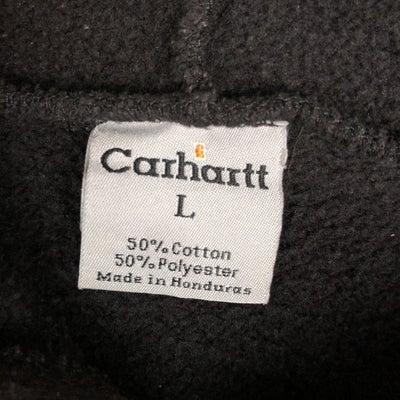 Carhartt
L
50% Cotton
50% Polyester
Made in Honduras